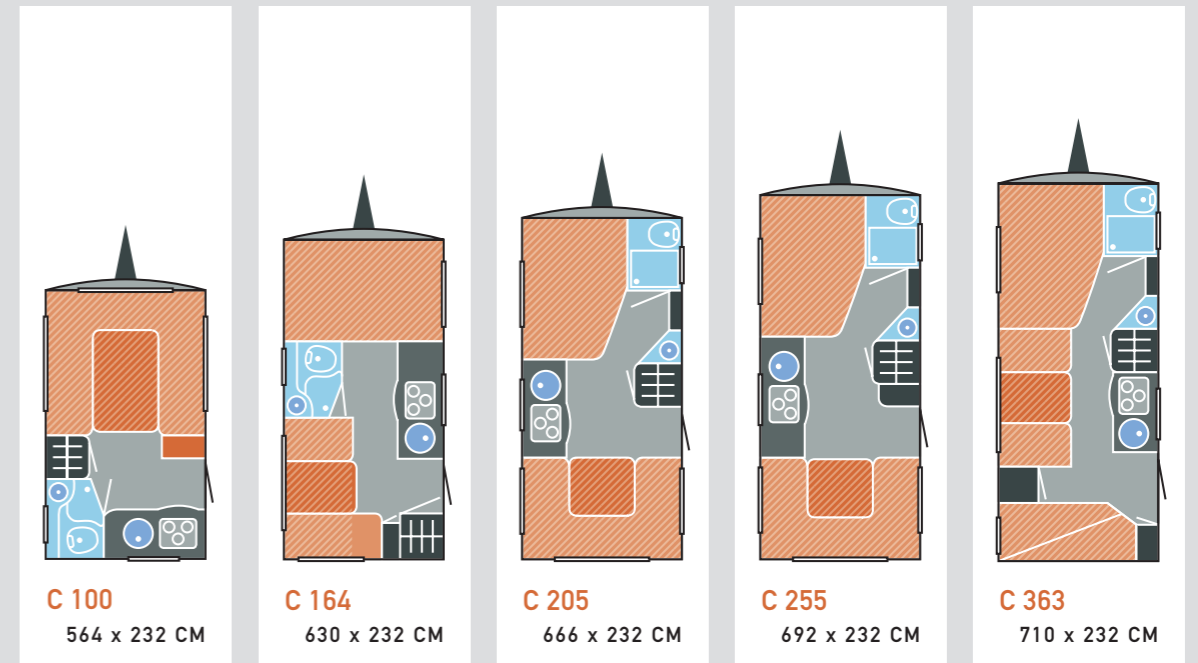 C 100
564 x 232 CM
C 164
630 x 232 CM
C 205
666 x 232 CM
C 255
692 x 232 CM
C 363
710 x 232 CM